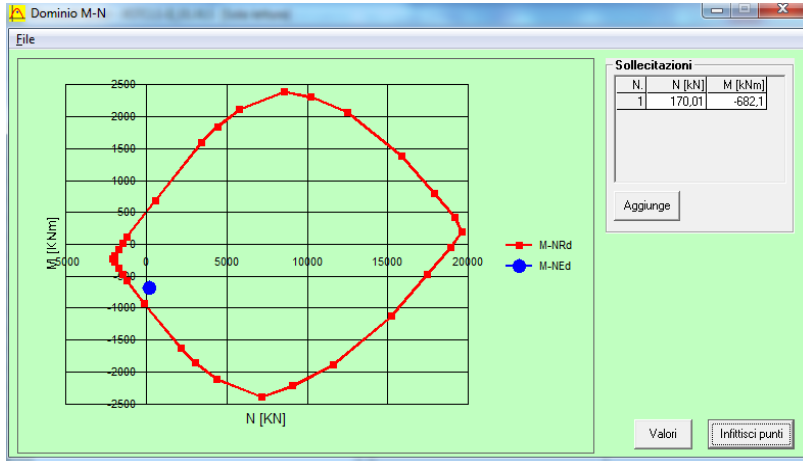 Dominio M-N
File
2500
2000
1500
1000
500
0
-500
-1000
-1500
-2000
-2500
M [KNm]
-5000
0
5000
10000
15000
20000
N [KN]
M-NRd
M-NEd
Sollecitazioni
N. N [kN] M [kNm]
1 170,01 -682,1
Aggiunge
Valori
Infittisci punti